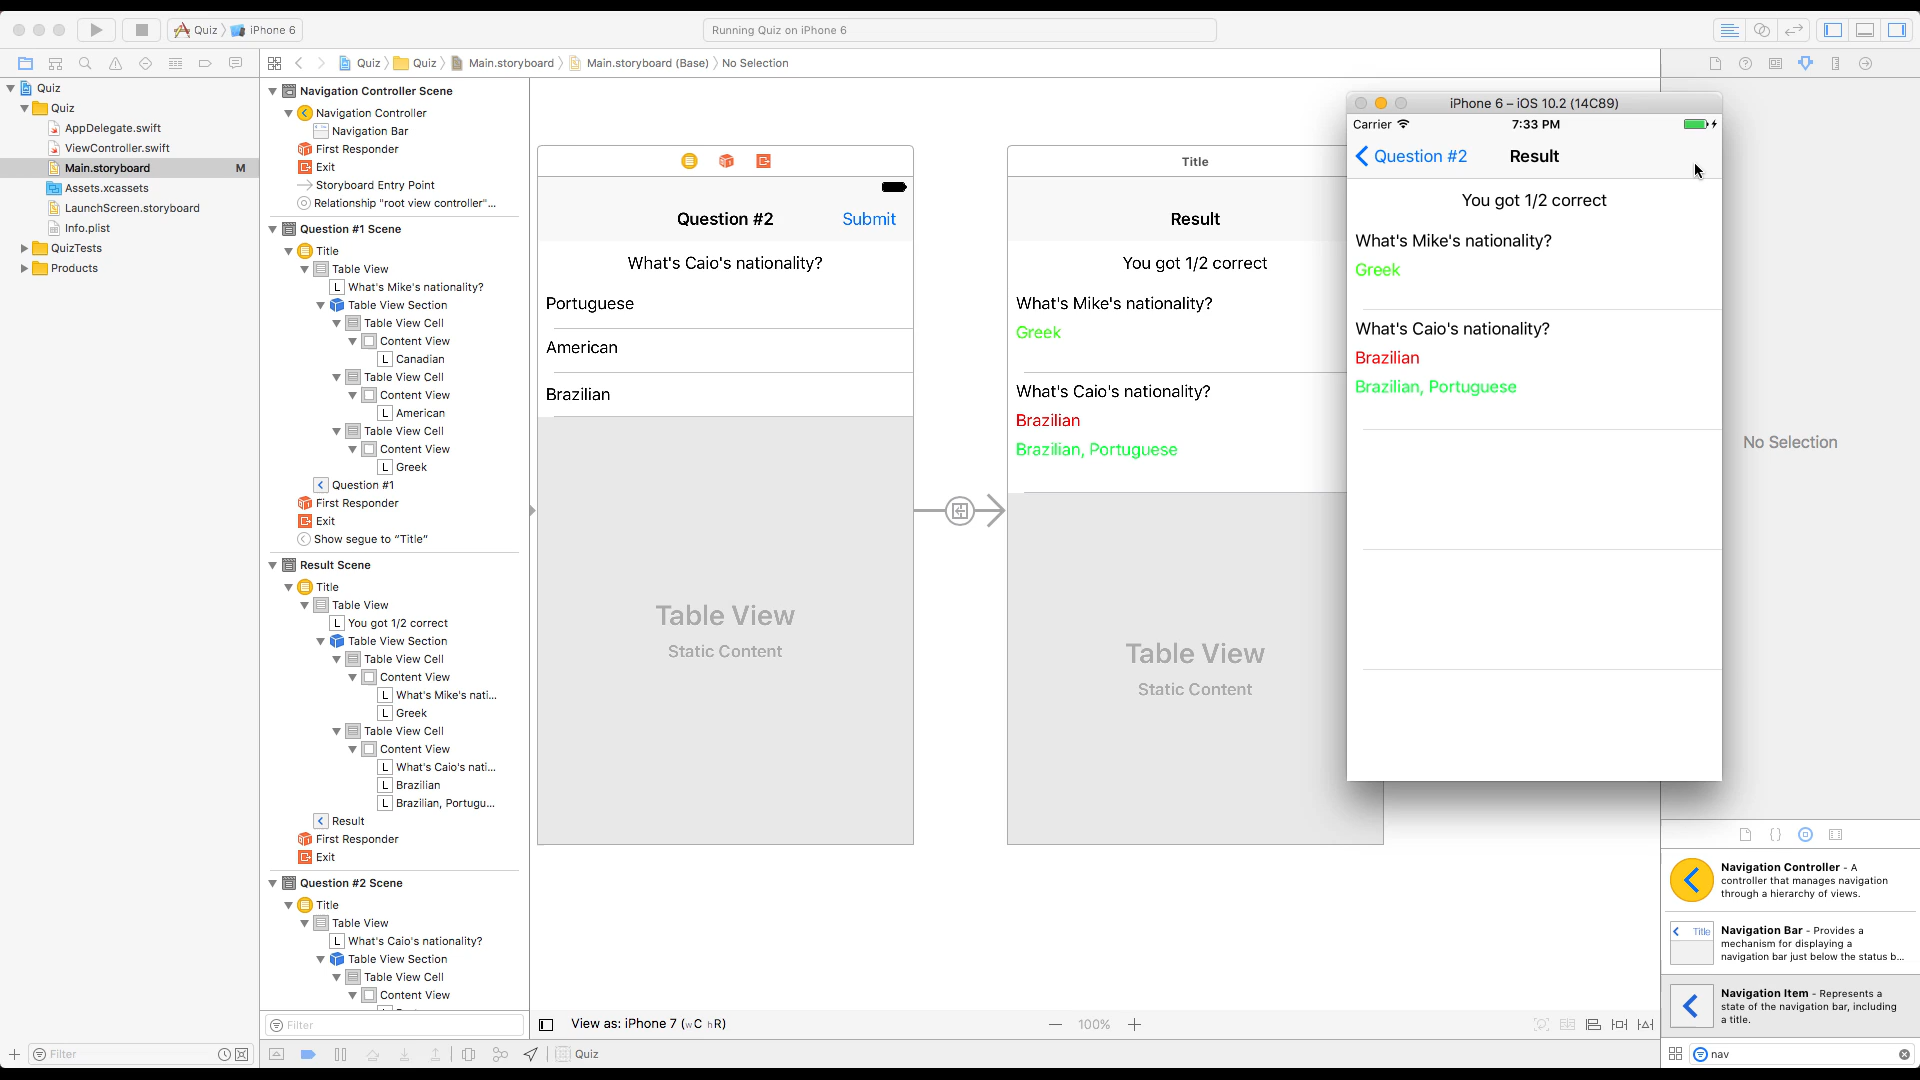 Quiz
iPhone 6
Running Quiz on iPhone 6
Quiz
Quiz
Main.storyboard
Main.storyboard (Base)
No Selection
Quiz
Quiz
AppDelegate.swift
ViewController.swift
Main.storyboard
M
Assets.xcassets
LaunchScreen.storyboard
Info.plist
QuizTests
Products
Filter
Navigation Controller Scene
Navigation Controller
Navigation Bar
First Responder
Exit
Storyboard Entry Point
Relationship "root view controller"...
Question #1 Scene
Title
Table View
L What's Mike's nationality?
Table View Section
Table View Cell
Content View
L Canadian
Table View Cell
Content View
L American
Table View Cell
Content View
L Greek
Question #1
First Responder
Exit
Show segue to “Title”
Result Scene
Title
Table View
L You got 1/2 correct
Table View Section
Table View Cell
Content View
L What's Mike's nati...
L Greek
Table View Cell
Content View
L What's Caio's nati...
L Brazilian
L Brazilian, Portugu...
Result
First Responder
Exit
Question #2 Scene
Title
Table View
L What's Caio's nationality?
Table View Section
Table View Cell
Content View
Filter
Question #2
Submit
What's Caio's nationality?
Portuguese
American
Brazilian
Table View
Static Content
Title
Result
You got 1/2 correct
What's Mike's nationality?
Greek
What's Caio's nationality?
Brazilian
Brazilian, Portuguese
Table View
Static Content
View as: iPhone 7 (wC hR)
100%
Quiz
iPhone 6 – iOS 10.2 (14C89)
Carrier
7:33 PM
Question #2
Result
You got 1/2 correct
What's Mike's nationality?
Greek
What's Caio's nationality?
Brazilian
Brazilian, Portuguese
No Selection
Navigation Controller - A
controller that manages navigation
through a hierarchy of views.
Title
Navigation Bar - Provides a
mechanism for displaying a
navigation bar just below the status b...
Navigation Item - Represents a
state of the navigation bar, including
a title.
nav